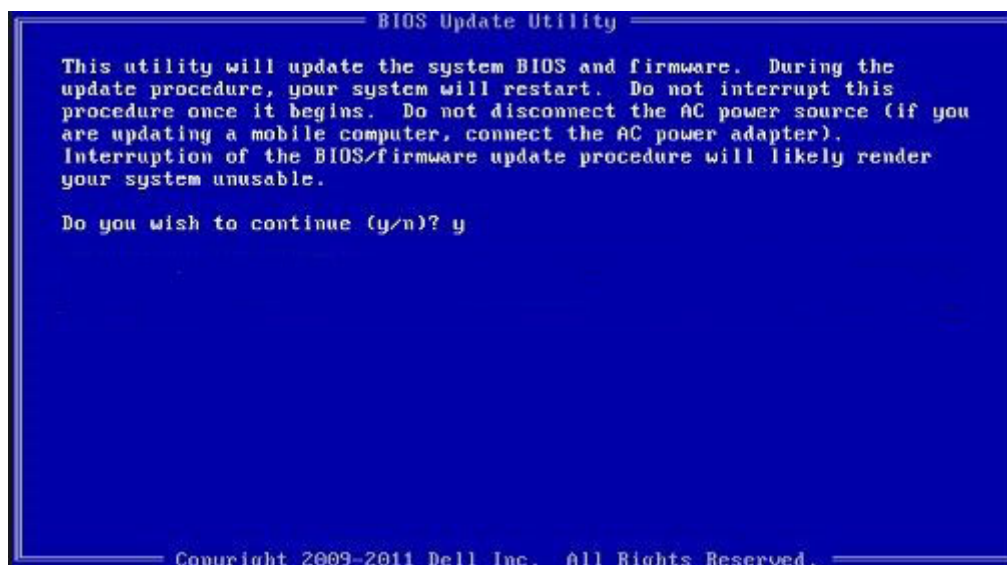 BIOS Update Utility
This utility will update the system BIOS and firmware. During the
update procedure, your system will restart. Do not interrupt this
procedure once it begins. Do not disconnect the AC power source (if you
are updating a mobile computer, connect the AC power adapter).
Interruption of the BIOS/firmware update procedure will likely render
your system unusable.
Do you wish to continue (y/n)? y
Copyright 2009-2011 Dell Inc. All Rights Reserved.